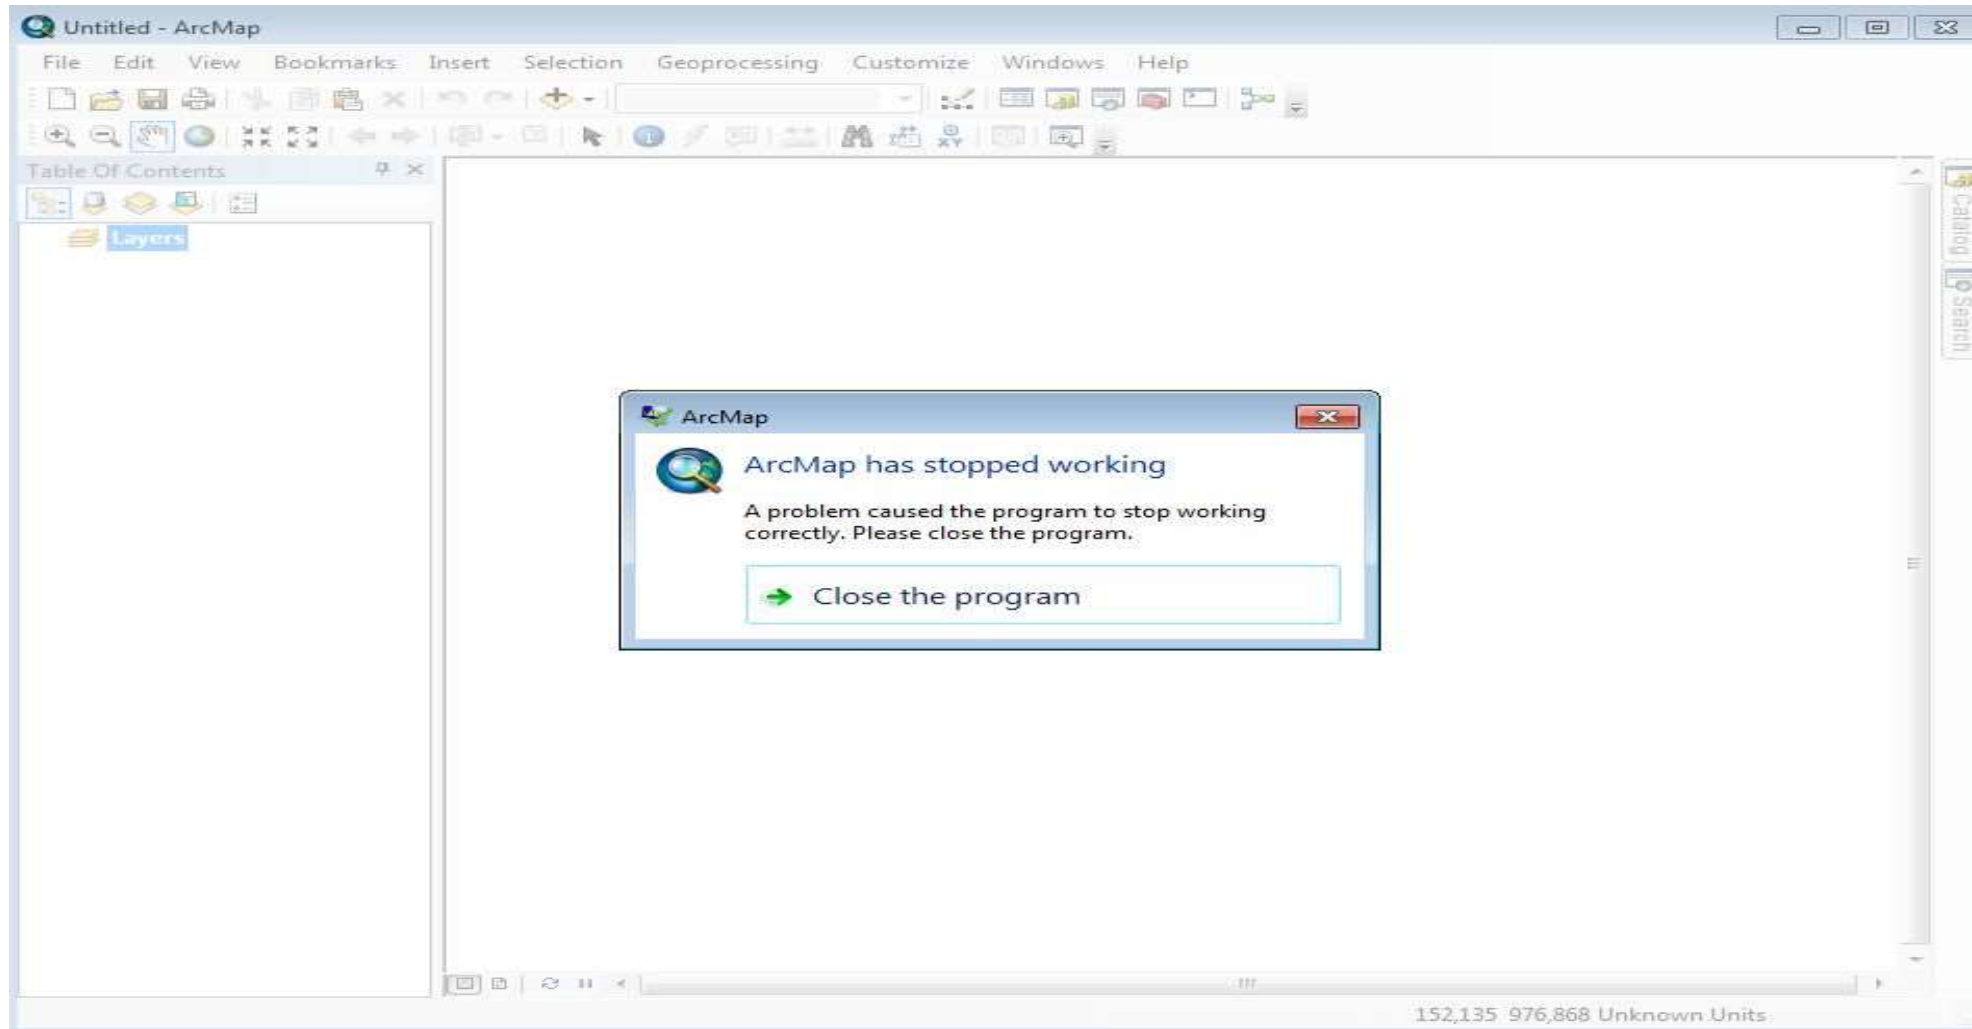 Untitled - ArcMap
File Edit View Bookmarks Insert Selection Geoprocessing Customize Windows Help
Table Of Contents
Layers
Catalog
Search
ArcMap
ArcMap has stopped working
A problem caused the program to stop working
correctly. Please close the program.
Close the program
152,135 976,868 Unknown Units